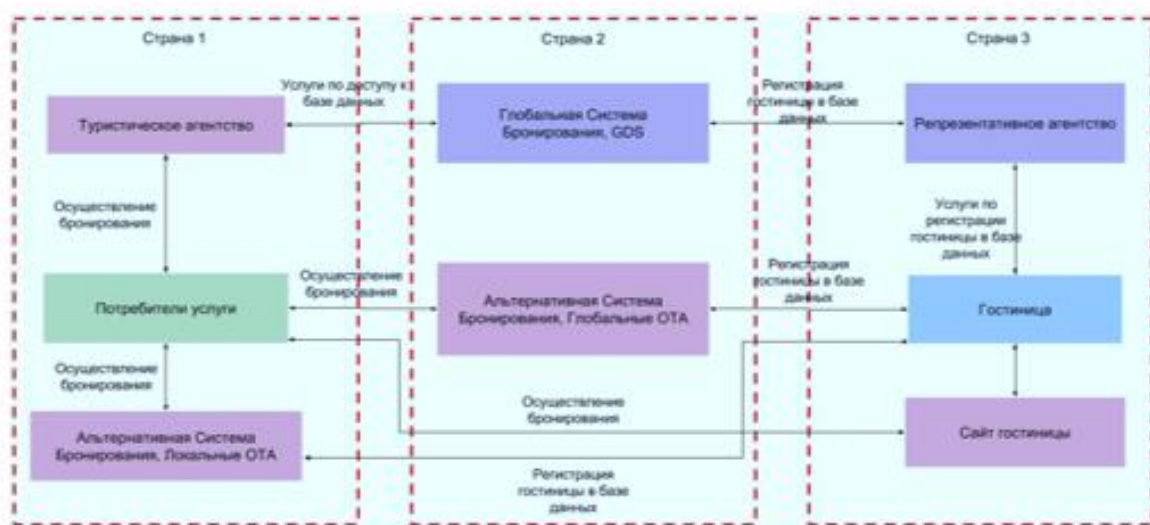 Страна 1
Страна 2
Страна 3
Услуги по доступу к
базе данных
Регистрация
гостиницы в базе
данных
Туристическое агентство
Глобальная Система
Бронирования, GDS
Репрезентативное агентство
Осуществление
бронирования
Услуги по
регистрации
гостиницы в базе
данных
Осуществление
бронирования
Регистрация
гостиницы в базе
данных
Потребители услуги
Альтернативная Система
Бронирования, Глобальные ОТА
Гостиница
Осуществление
бронирования
Осуществление
бронирования
Сайт гостиницы
Альтернативная Система
Бронирования, Локальные ОТА
Регистрация
гостиницы в базе
данных